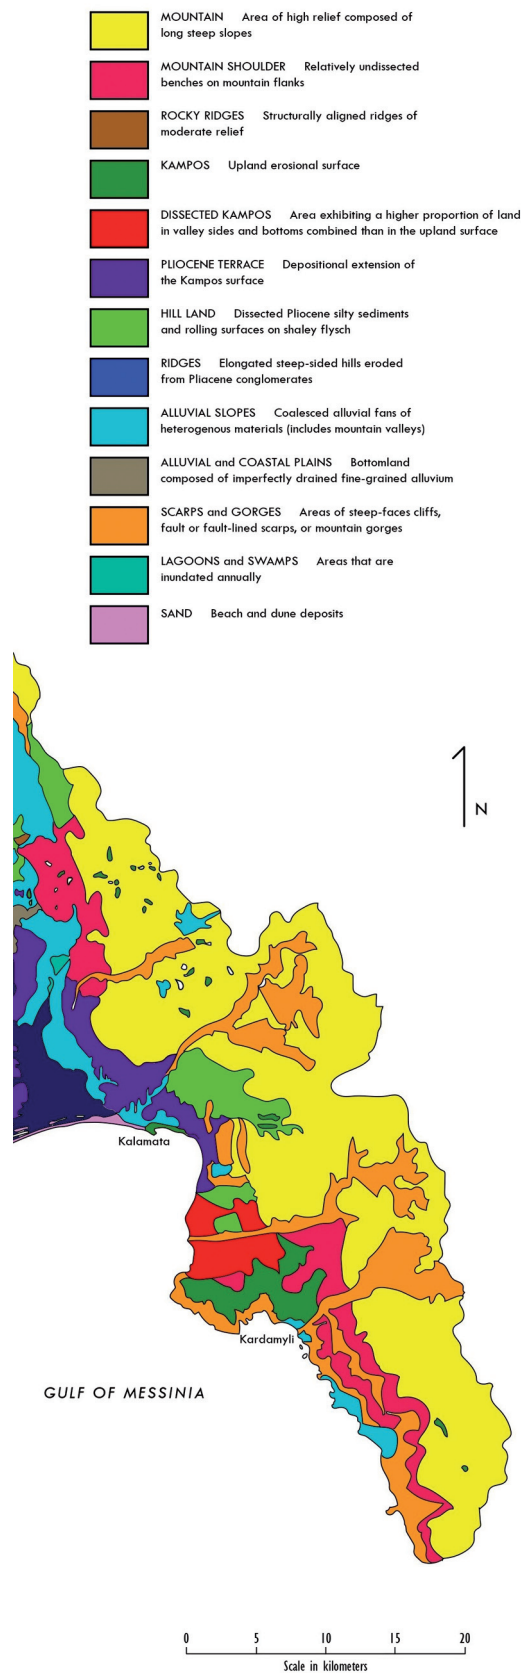 MOUNTAIN Area of high relief composed of
long steep slopes
MOUNTAIN SHOULDER Relatively undissected
benches on mountain flanks
ROCKY RIDGES Structurally aligned ridges of
moderate relief
KAMPOS Upland erosional surface
DISSECTED KAMPOS Area exhibiting a higher proportion of land
in valley sides and bottoms combined than in the upland surface
PLIOCENE TERRACE Depositional extension of
the Kampos surface
HILL LAND Dissected Pliocene silty sediments
and rolling surfaces on shaley flysch
RIDGES Elongated steep-sided hills eroded
from Pliacene conglomerates
ALLUVIAL SLOPES Coalesced alluvial fans of
heterogenous materials (includes mountain valleys)
ALLUVIAL and COASTAL PLAINS Bottomland
composed of imperfectly drained fine-grained alluvium
SCARPS and GORGES Areas of steep-faces cliffs,
fault or fault-lined scarps, or mountain gorges
LAGOONS and SWAMPS Areas that are
inundated annually
SAND Beach and dune deposits
N
Kalamata
Kardamyli
GULF OF MESSINIA
0 5 10 15 20
Scale in kilometers